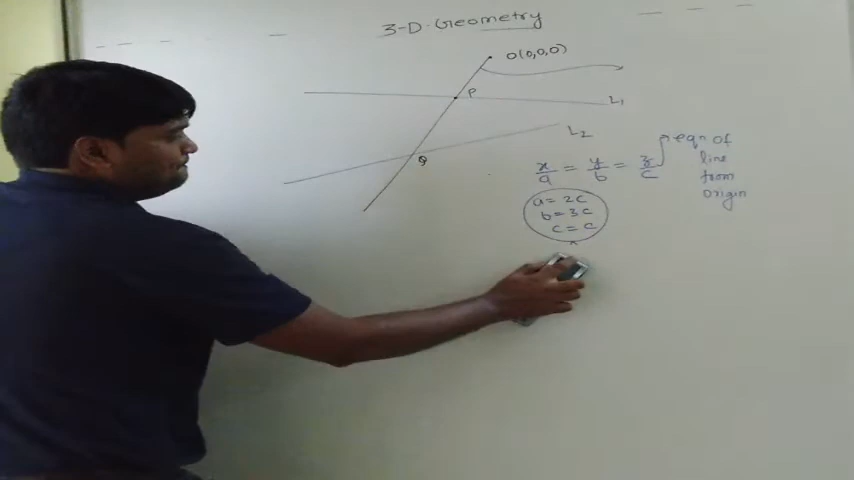 3-D-Geometry
O(0,0,0)
P
L1
L2
Q
x/a = y/b = z/c
eqn of
line
from
origin
a = 2c
b = 3c
c = c